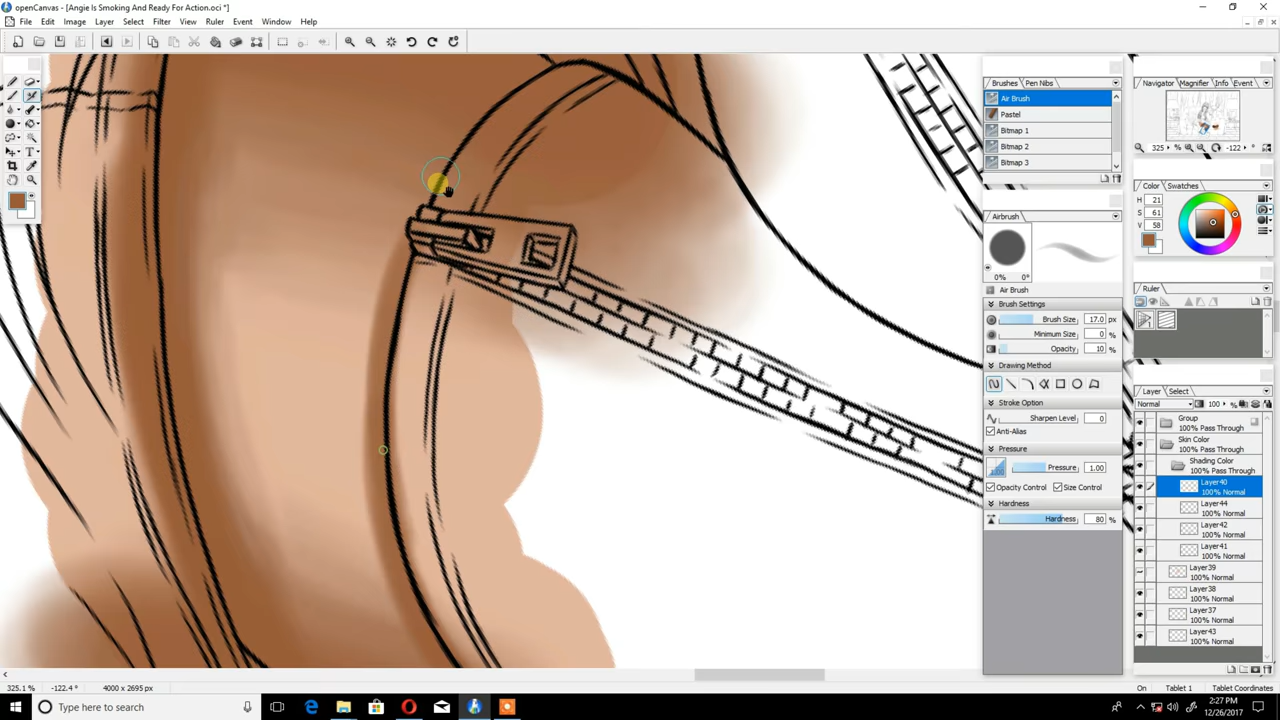 openCanvas - [Angie Is Smoking And Ready For Action.oci *]
File Edit Image Layer Select Filter View Ruler Event Window Help
Brushes Pen Nibs
Air Brush
Pastel
Bitmap 1
Bitmap 2
Bitmap 3
Airbrush
0% 0°
Air Brush
Brush Settings
Brush Size 17.0 px
Minimum Size 0 %
Opacity 10 %
Drawing Method
Stroke Option
Sharpen Level 0
Anti-Alias
Pressure
Pressure 1.00
Opacity Control Size Control
Hardness
Hardness 80 %
Navigator Magnifier Info Event
325 % -122 °
Color Swatches
H 21
S 61
V 58
Ruler
Layer Select
Normal 100 %
Group
100% Pass Through
Skin Color
100% Pass Through
Shading Color
100% Pass Through
Layer40
100% Normal
Layer44
100% Normal
Layer42
100% Normal
Layer41
100% Normal
Layer39
100% Normal
Layer38
100% Normal
Layer37
100% Normal
Layer43
100% Normal
325.1 % -122.4 ° 4000 x 2695 px
On Tablet 1 Tablet Coordinates
Type here to search
2:27 PM
12/26/2017